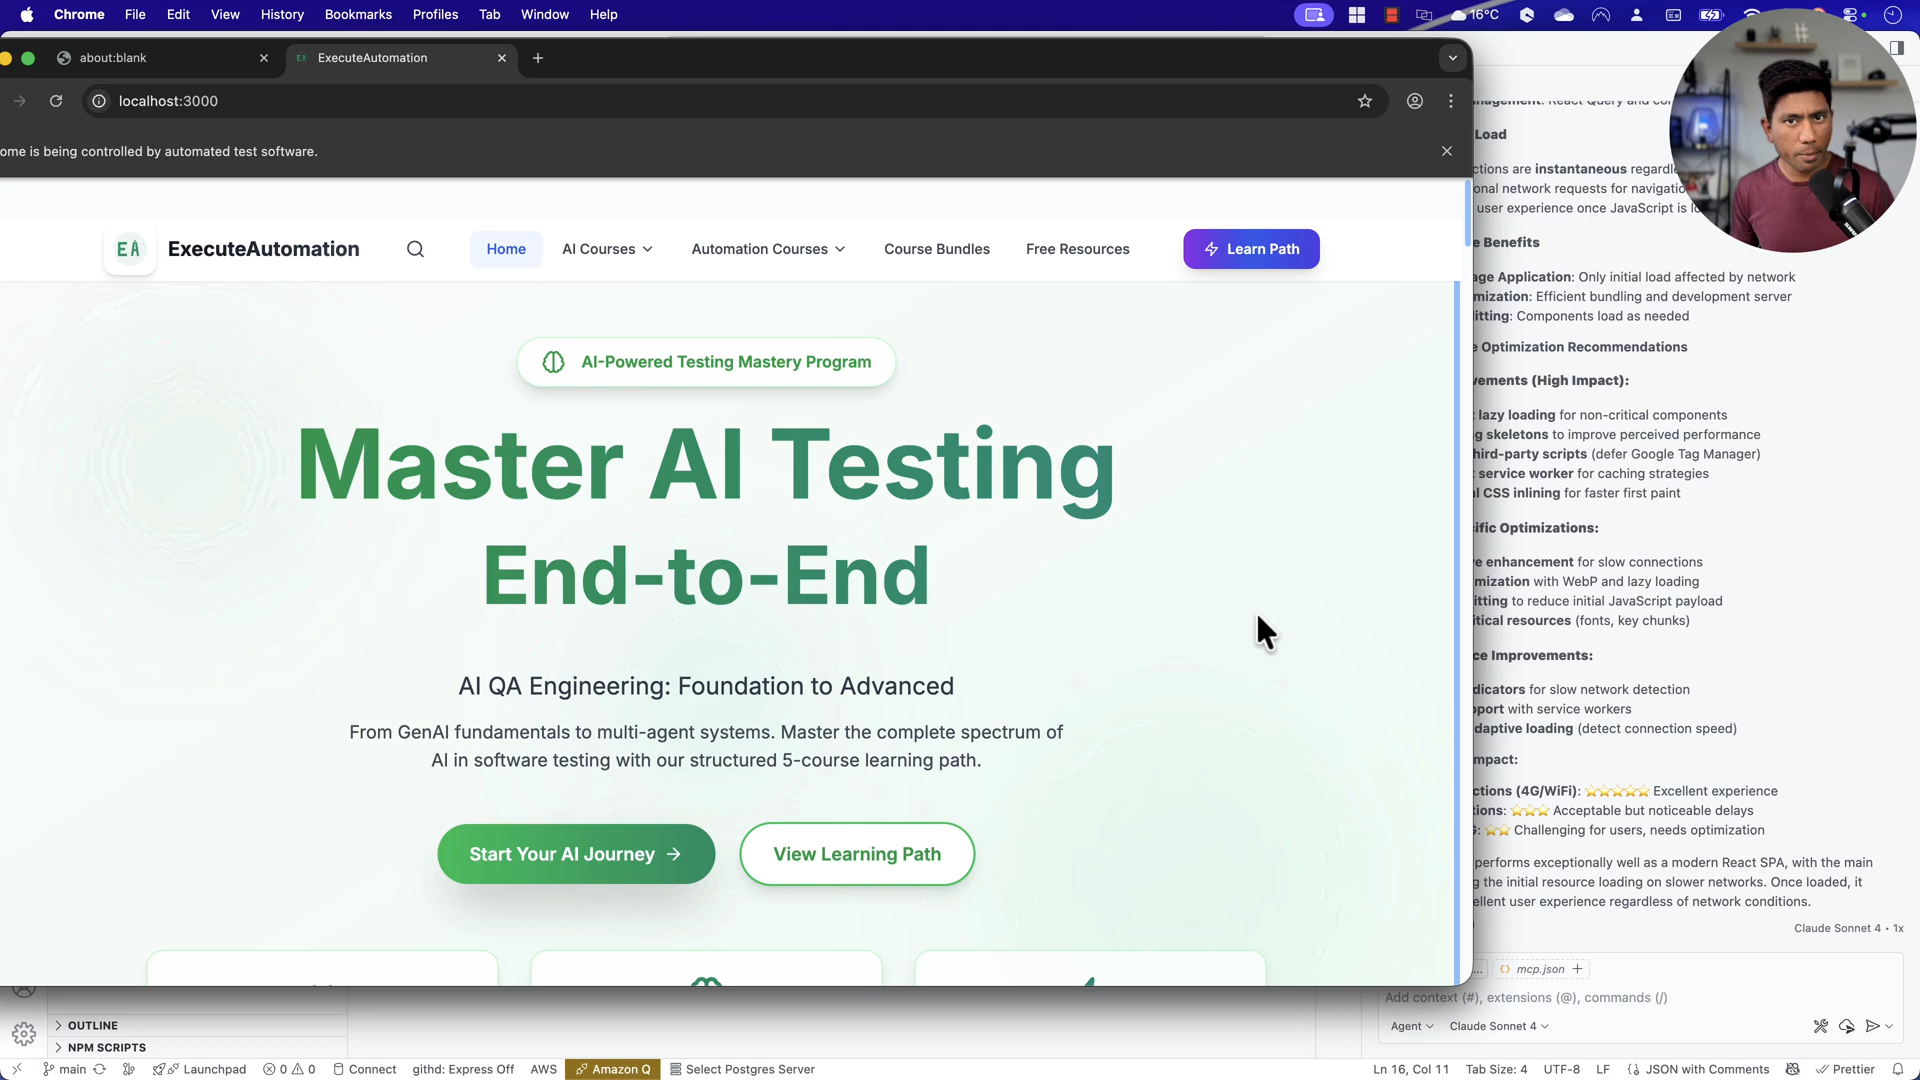 Chrome File Edit View History Bookmarks Profiles Tab Window Help
16°C
about:blank
ExecuteAutomation
localhost:3000
ome is being controlled by automated test software.
EA ExecuteAutomation
Home
AI Courses
Automation Courses
Course Bundles
Free Resources
Learn Path
AI-Powered Testing Mastery Program
Master AI Testing
End-to-End
AI QA Engineering: Foundation to Advanced
From GenAI fundamentals to multi-agent systems. Master the complete spectrum of
AI in software testing with our structured 5-course learning path.
Start Your AI Journey →
View Learning Path
nagement: React Query and co
Load
ctions are instantaneous regardle
onal network requests for navigatio
user experience once JavaScript is lo
e Benefits
age Application: Only initial load affected by network
mization: Efficient bundling and development server
itting: Components load as needed
e Optimization Recommendations
vements (High Impact):
lazy loading for non-critical components
g skeletons to improve perceived performance
hird-party scripts (defer Google Tag Manager)
service worker for caching strategies
l CSS inlining for faster first paint
ific Optimizations:
e enhancement for slow connections
mization with WebP and lazy loading
itting to reduce initial JavaScript payload
itical resources (fonts, key chunks)
ce Improvements:
dicators for slow network detection
pport with service workers
daptive loading (detect connection speed)
mpact:
ctions (4G/WiFi): ⭐⭐⭐⭐⭐ Excellent experience
tions: ⭐⭐⭐ Acceptable but noticeable delays
G: ⭐⭐ Challenging for users, needs optimization
performs exceptionally well as a modern React SPA, with the main
g the initial resource loading on slower networks. Once loaded, it
ellent user experience regardless of network conditions.
Claude Sonnet 4 • 1x
... mcp.json +
Add context (#), extensions (@), commands (/)
Agent Claude Sonnet 4
OUTLINE
NPM SCRIPTS
main Launchpad 0 0 Connect githd: Express Off AWS Amazon Q Select Postgres Server Ln 16, Col 11 Tab Size: 4 UTF-8 LF {} JSON with Comments Prettier